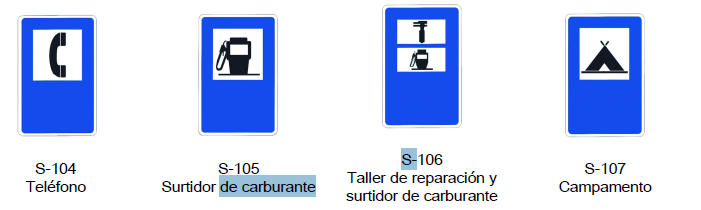 S-104
Teléfono
S-105
Surtidor de carburante
S-106
Taller de reparación y
surtidor de carburante
S-107
Campamento